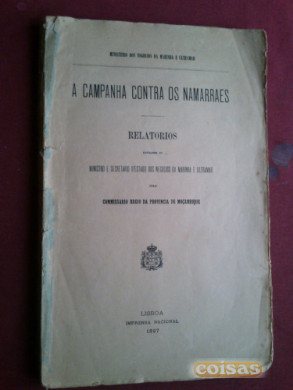 MINISTERIO DOS NEGOCIOS DA MARINHA E ULTRAMAR
A CAMPANHA CONTRA OS NAMARRAES
RELATORIOS
MINISTRO E SECRETARIO D'ESTADO DOS NEGOCIOS DA MARINHA E ULTRAMAR
PELO
COMMISSARIO REGIO DA PROVINCIA DE MOÇAMBIQUE
LISBOA
IMPRENSA NACIONAL
1897
coisas